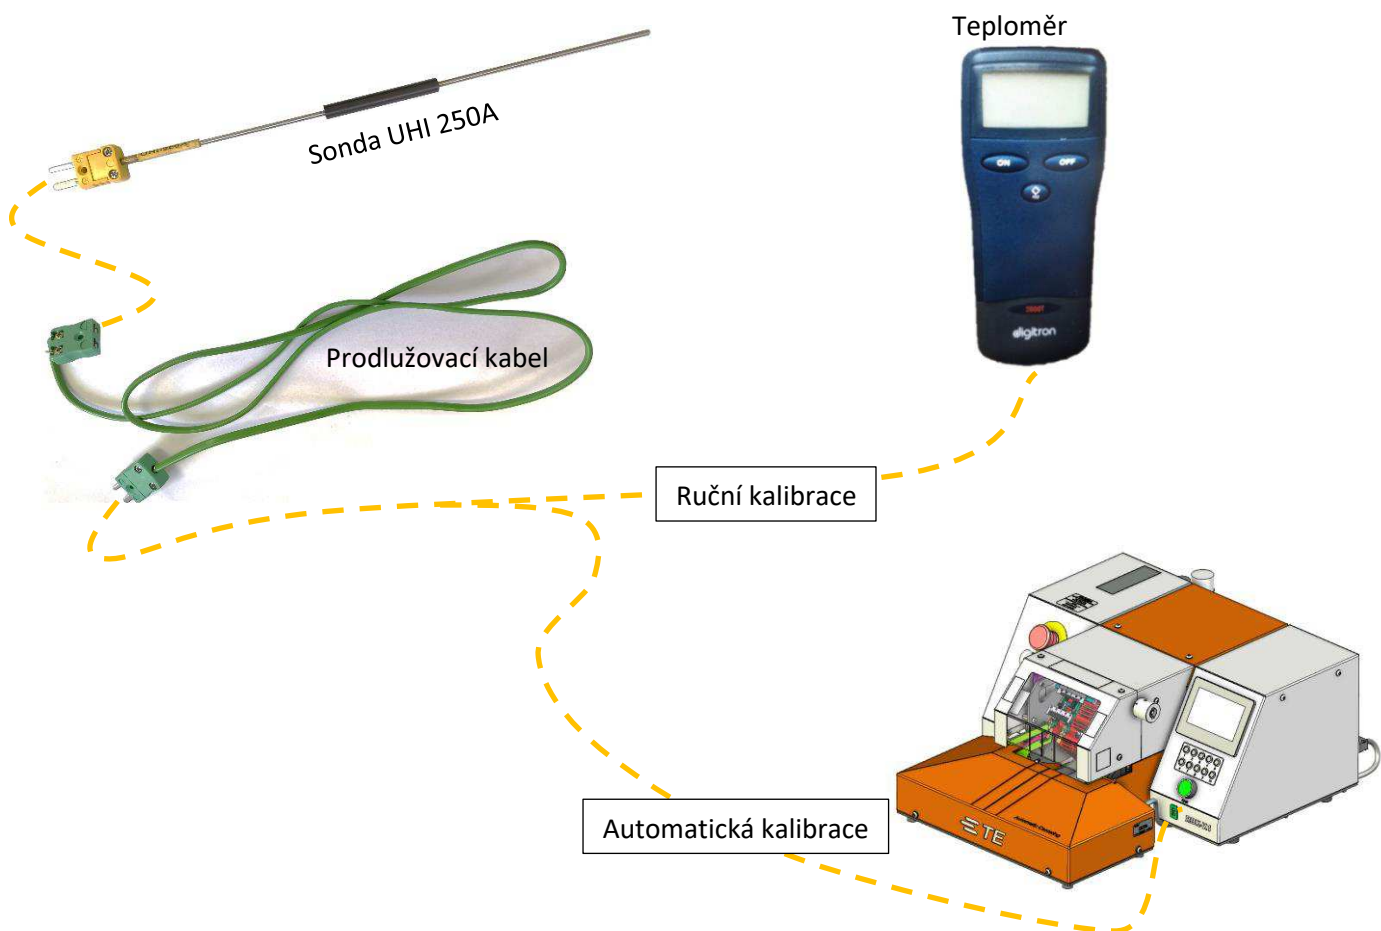 Teploměr
Sonda UHI 250A
ON
OFF
digitron
Prodlužovací kabel
Ruční kalibrace
Automatická kalibrace
TE